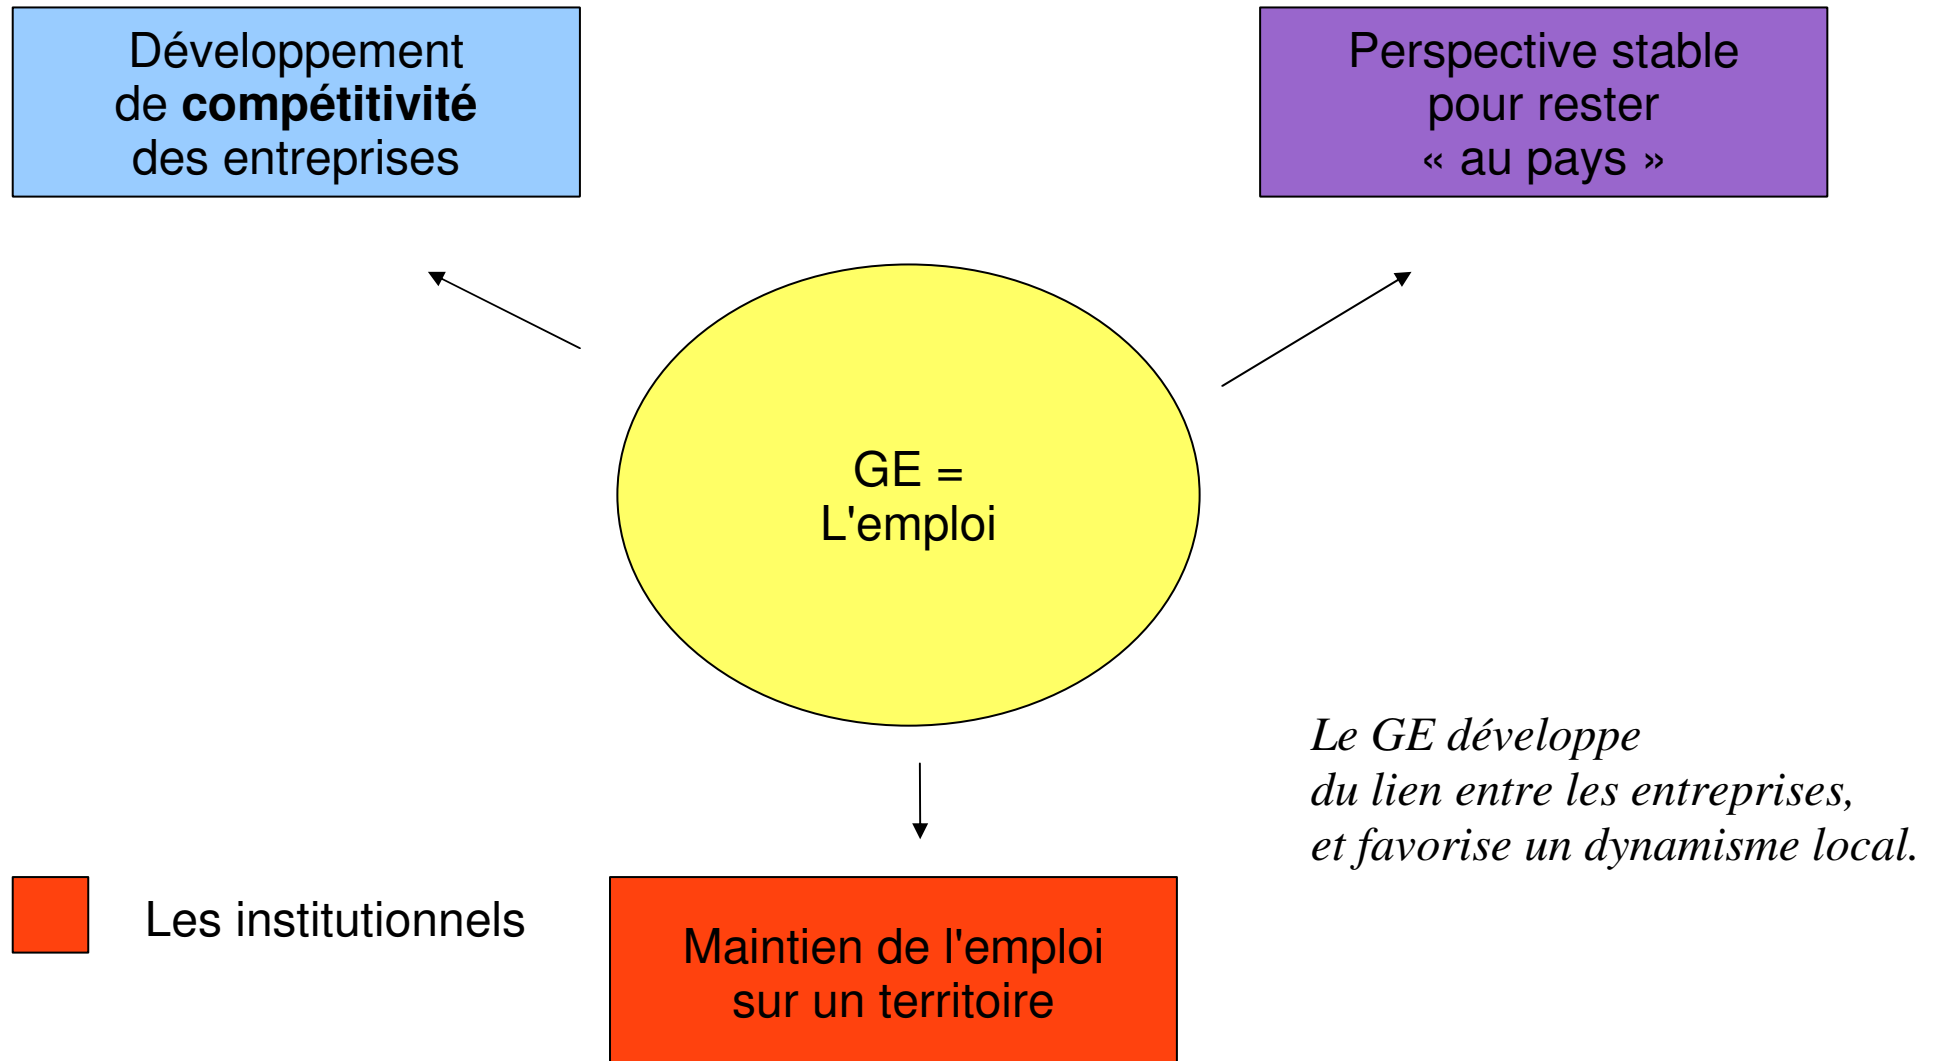 Développement
de compétitivité
des entreprises
Perspective stable
pour rester
« au pays »
GE =
L'emploi
Le GE développe
du lien entre les entreprises,
et favorise un dynamisme local.
Les institutionnels
Maintien de l'emploi
sur un territoire